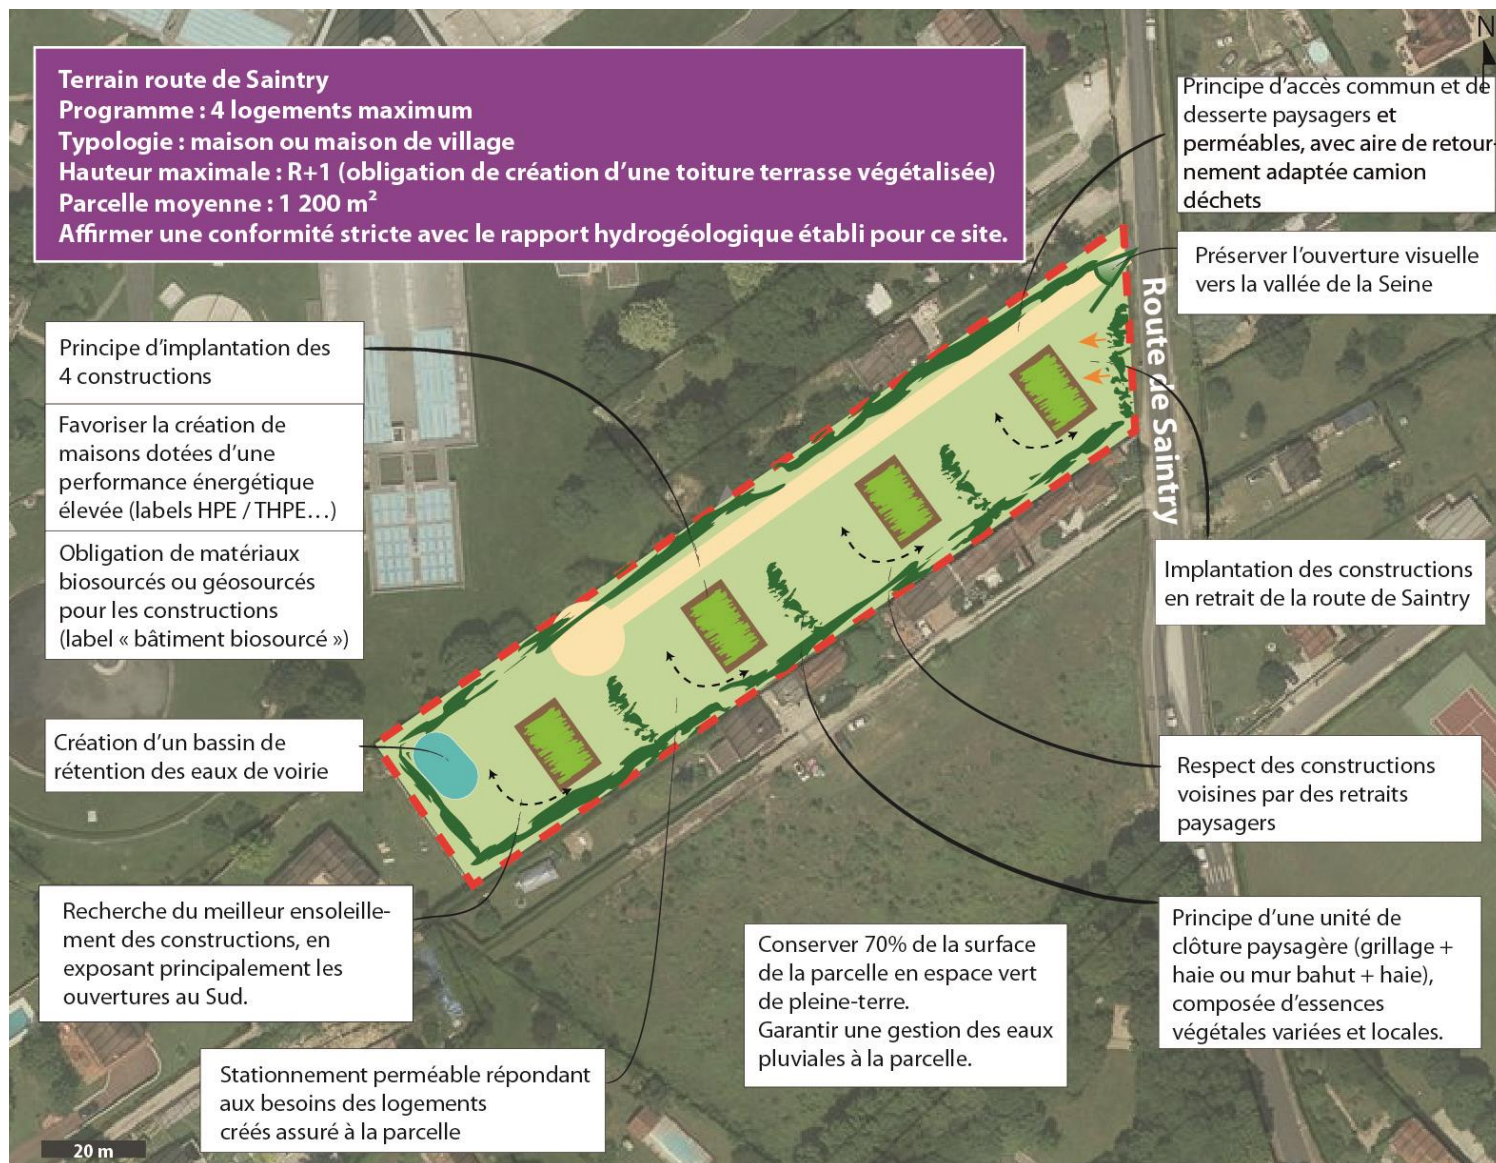 Terrain route de Saintry
Programme : 4 logements maximum
Typologie : maison ou maison de village
Hauteur maximale : R+1 (obligation de création d’une toiture terrasse végétalisée)
Parcelle moyenne : 1 200 m²
Affirmer une conformité stricte avec le rapport hydrogéologique établi pour ce site.
N
Principe d’accès commun et de
desserte paysagers et
perméables, avec aire de retour-
nement adaptée camion
déchets
Préserver l’ouverture visuelle
vers la vallée de la Seine
Route de Saintry
Principe d’implantation des
4 constructions
Favoriser la création de
maisons dotées d’une
performance énergétique
élevée (labels HPE / THPE…)
Obligation de matériaux
biosourcés ou géosourcés
pour les constructions
(label « bâtiment biosourcé »)
Implantation des constructions
en retrait de la route de Saintry
Création d’un bassin de
rétention des eaux de voirie
Respect des constructions
voisines par des retraits
paysagers
Recherche du meilleur ensoleille-
ment des constructions, en
exposant principalement les
ouvertures au Sud.
Conserver 70% de la surface
de la parcelle en espace vert
de pleine-terre.
Garantir une gestion des eaux
pluviales à la parcelle.
Principe d’une unité de
clôture paysagère (grillage +
haie ou mur bahut + haie),
composée d’essences
végétales variées et locales.
Stationnement perméable répondant
aux besoins des logements
créés assuré à la parcelle
20 m